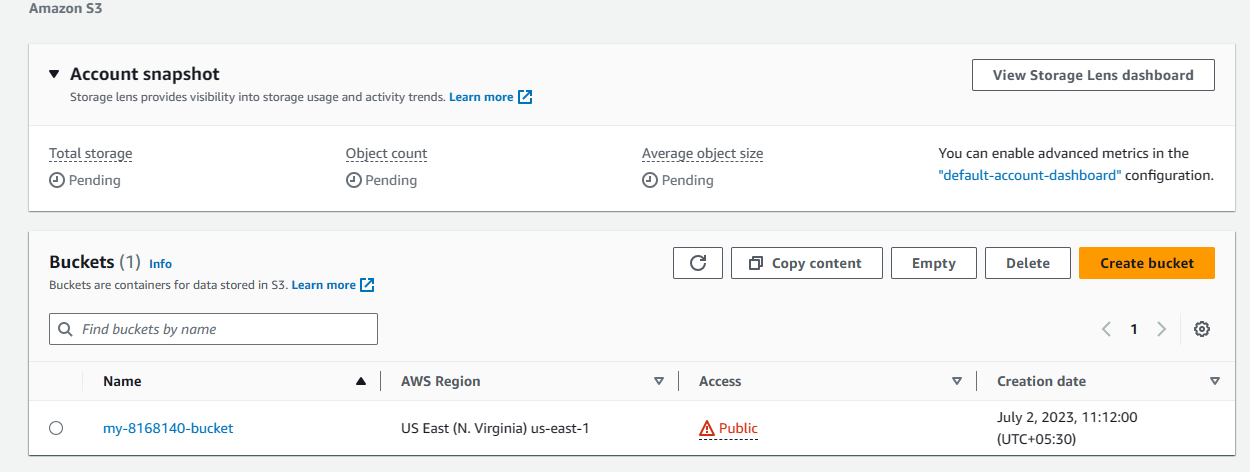 Amazon S3
Account snapshot
View Storage Lens dashboard
Storage lens provides visibility into storage usage and activity trends. Learn more
Total storage
Object count
Average object size
You can enable advanced metrics in the
"default-account-dashboard" configuration.
Pending
Pending
Pending
Buckets (1) Info
Copy content
Empty
Delete
Create bucket
Buckets are containers for data stored in S3. Learn more
Find buckets by name
1
Name
AWS Region
Access
Creation date
my-8168140-bucket
US East (N. Virginia) us-east-1
Public
July 2, 2023, 11:12:00
(UTC+05:30)